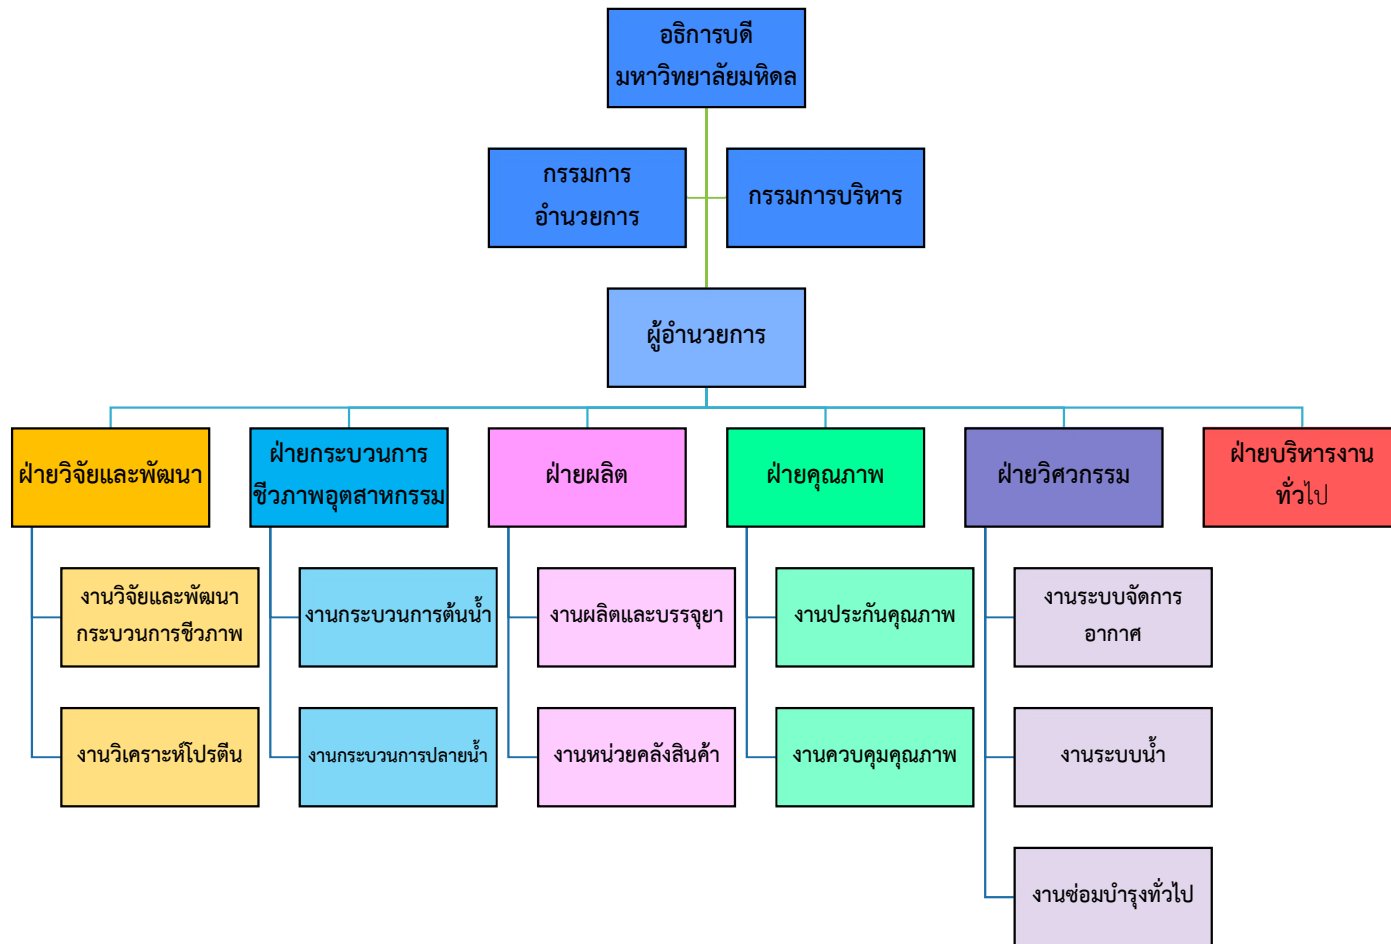 อธิการบดี
มหาวิทยาลัยมหิดล
กรรมการ
อำนวยการ
กรรมการบริหาร
ผู้อำนวยการ
ฝ่ายวิจัยและพัฒนา
ฝ่ายกระบวนการ
ชีวภาพอุตสาหกรรม
ฝ่ายผลิต
ฝ่ายคุณภาพ
ฝ่ายวิศวกรรม
ฝ่ายบริหารงาน
ทั่วไป
งานวิจัยและพัฒนา
กระบวนการชีวภาพ
งานกระบวนการต้นน้ำ
งานผลิตและบรรจุยา
งานประกันคุณภาพ
งานระบบจัดการ
อากาศ
งานวิเคราะห์โปรตีน
งานกระบวนการปลายน้ำ
งานหน่วยคลังสินค้า
งานควบคุมคุณภาพ
งานระบบน้ำ
งานซ่อมบำรุงทั่วไป